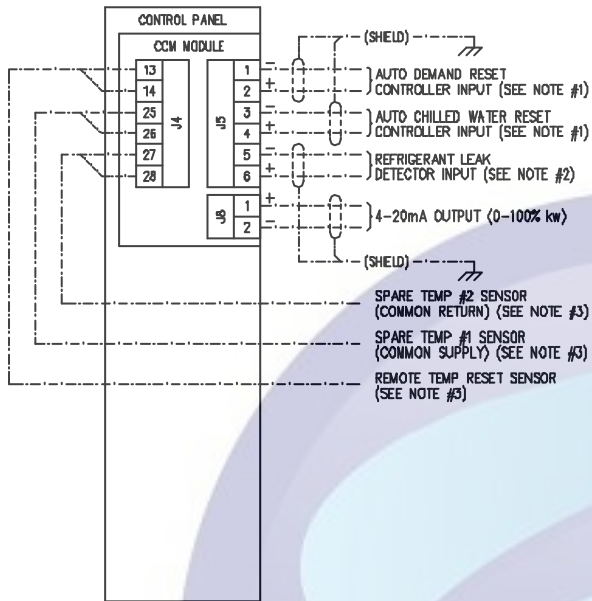 CONTROL PANEL
CCM MODULE
13
14
25
26
27
28
J4
J5
1
2
3
4
5
6
J6
1
2
−
+
−
+
−
+
+
−
(SHIELD)
AUTO DEMAND RESET
CONTROLLER INPUT (SEE NOTE #1)
AUTO CHILLED WATER RESET
CONTROLLER INPUT (SEE NOTE #1)
REFRIGERANT LEAK
DETECTOR INPUT (SEE NOTE #2)
4-20mA OUTPUT (0-100% kw)
(SHIELD)
SPARE TEMP #2 SENSOR
(COMMON RETURN) (SEE NOTE #3)
SPARE TEMP #1 SENSOR
(COMMON SUPPLY) (SEE NOTE #3)
REMOTE TEMP RESET SENSOR
(SEE NOTE #3)